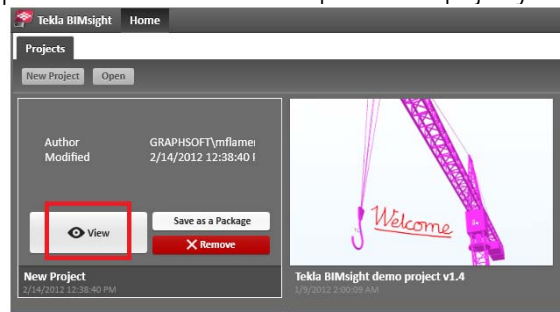 Tekla BIMsight Home
Projects
New Project Open
Author GRAPHSOFT\mflamer
Modified 2/14/2012 12:38:40
View
Save as a Package
Remove
Welcome
New Project
2/14/2012 12:38:40 PM
Tekla BIMsight demo project v1.4
1/9/2012 2:00:09 AM